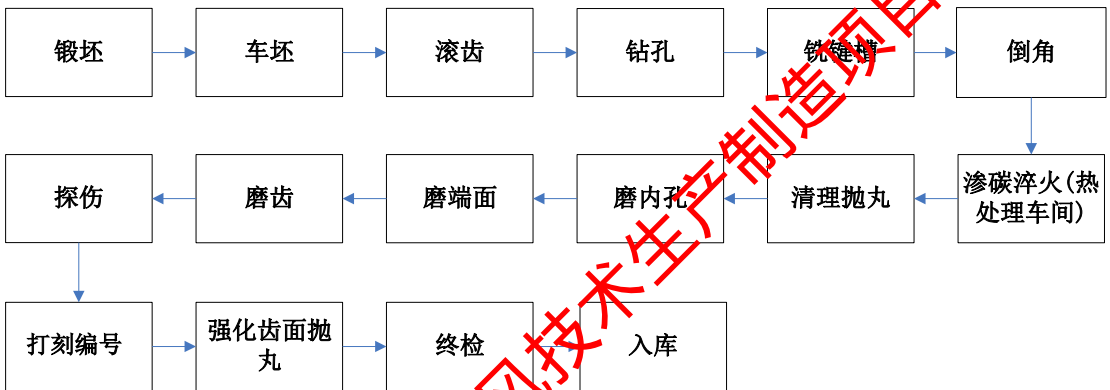 锻坯
车坯
滚齿
钻孔
铣键槽
倒角
渗碳淬火(热
处理车间)
清理抛丸
磨内孔
磨端面
磨齿
探伤
打刻编号
强化齿面抛
丸
终检
入库
风技术生产制造项目